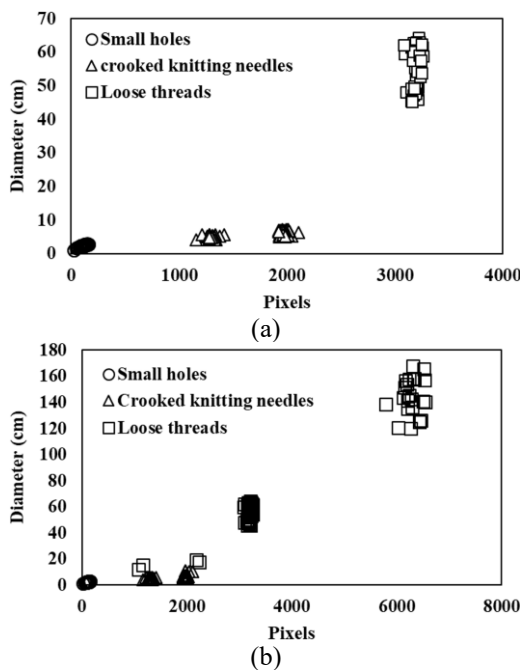 70
60
50
40
30
20
10
0
Diameter (cm)
Small holes
crooked knitting needles
Loose threads
0 1000 2000 3000 4000
Pixels
(a)
180
160
140
120
100
80
60
40
20
0
Diameter (cm)
Small holes
Crooked knitting needles
Loose threads
0 2000 4000 6000 8000
Pixels
(b)